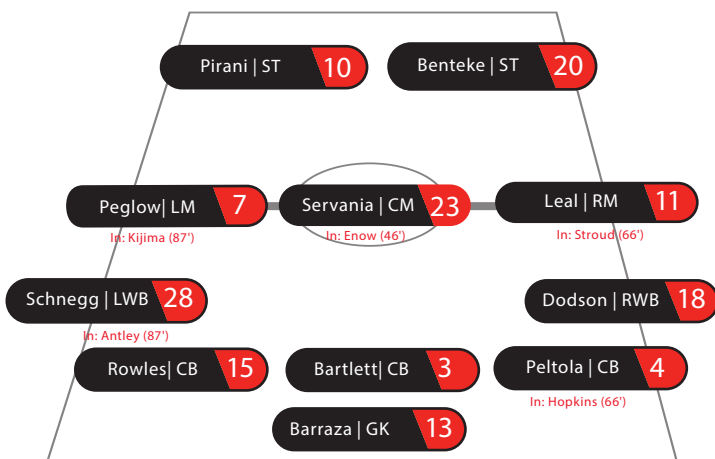 Pirani | ST 10
Benteke | ST 20
Peglow| LM 7
In: Kijima (87')
Servania | CM 23
In: Enow (46')
Leal | RM 11
In: Stroud (66')
Schnegg | LWB 28
In: Antley (87')
Dodson | RWB 18
Rowles| CB 15
Bartlett| CB 3
Peltola | CB 4
In: Hopkins (66')
Barraza | GK 13